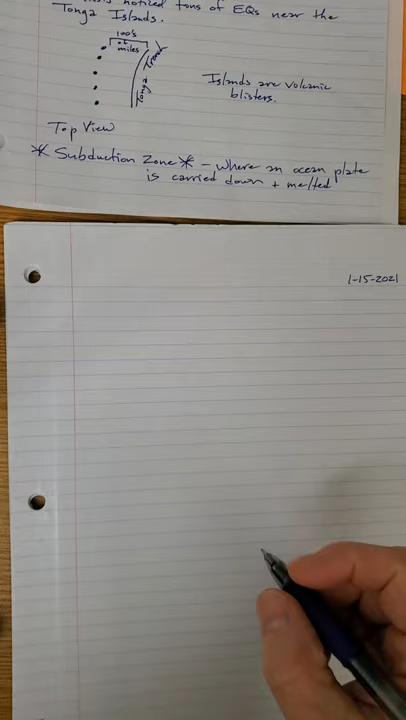 noticed tons of EQs near the
Tonga Islands.
100's
of
miles
Tonga Trench
Islands are volcanic
blisters.
Top View
* Subduction Zone * - Where an ocean plate
is carried down + melted
1-15-2021